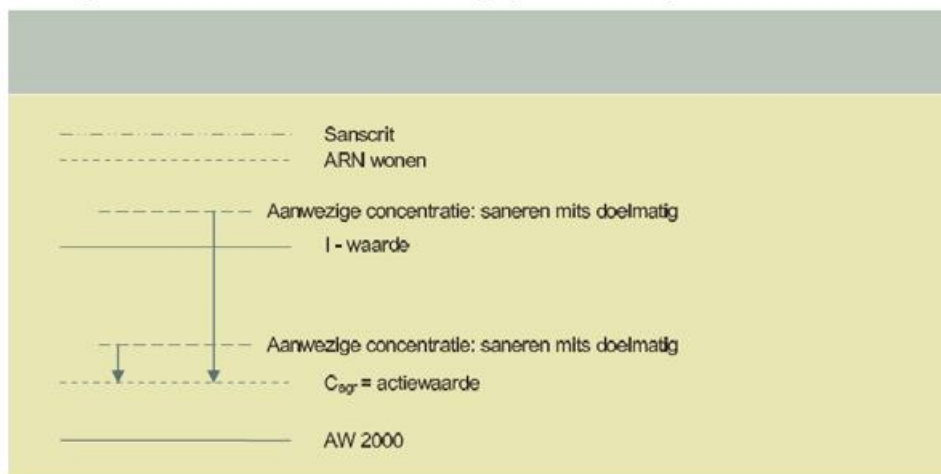 Sanscrit
ARN wonen
Aanwezige concentratie: saneren mits doelmatig
I - waarde
Aanwezige concentratie: saneren mits doelmatig
Cagr = actiewaarde
AW 2000